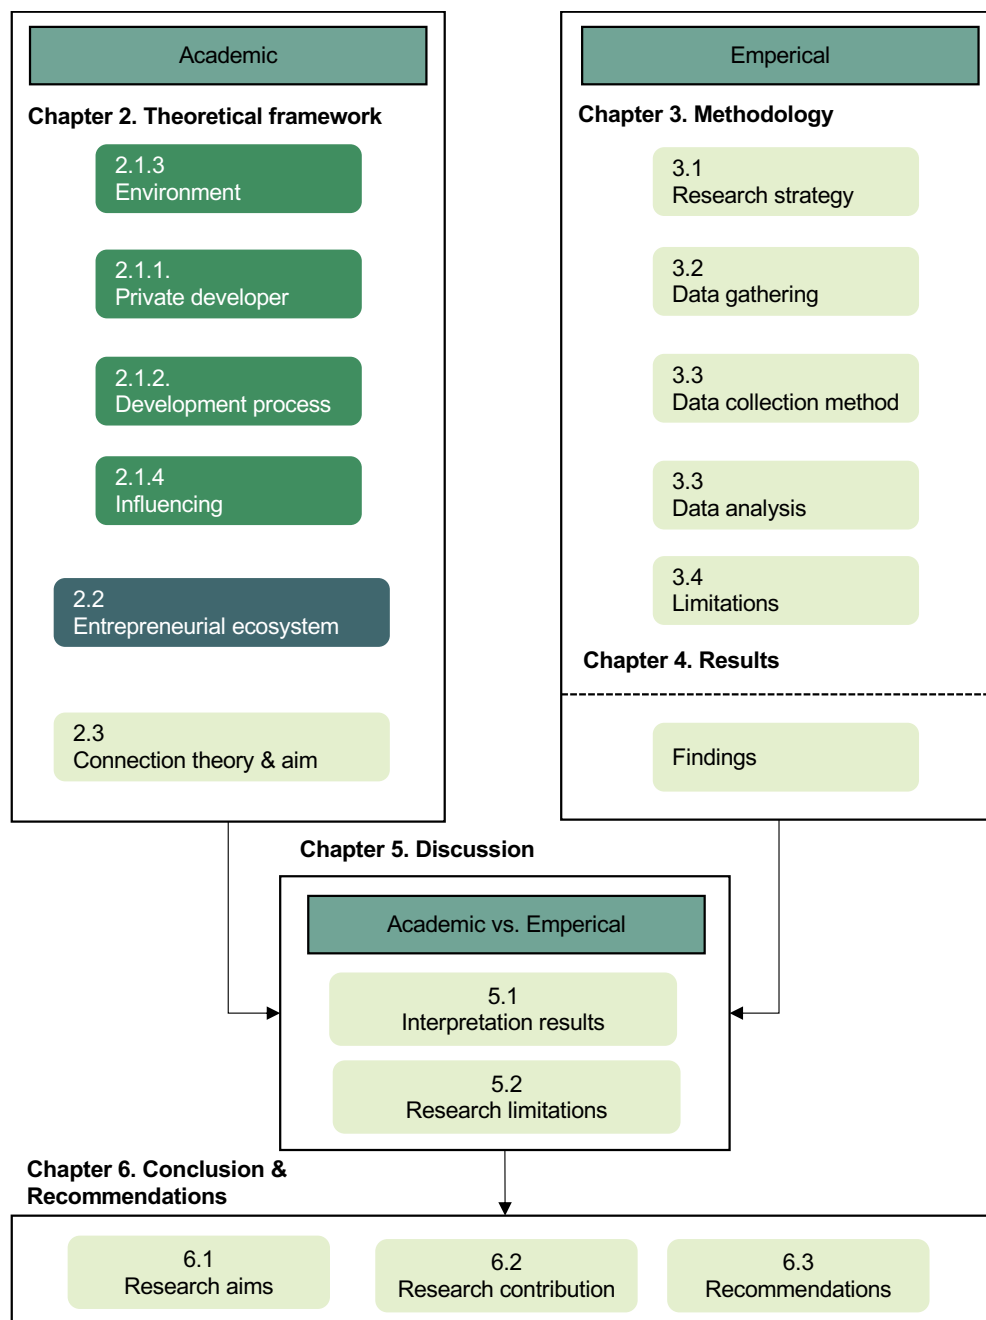 Academic
Chapter 2. Theoretical framework
2.1.3
Environment
2.1.1.
Private developer
2.1.2.
Development process
2.1.4
Influencing
2.2
Entrepreneurial ecosystem
2.3
Connection theory & aim
Emperical
Chapter 3. Methodology
3.1
Research strategy
3.2
Data gathering
3.3
Data collection method
3.3
Data analysis
3.4
Limitations
Chapter 4. Results
Findings
Chapter 5. Discussion
Academic vs. Emperical
5.1
Interpretation results
5.2
Research limitations
Chapter 6. Conclusion &
Recommendations
6.1
Research aims
6.2
Research contribution
6.3
Recommendations